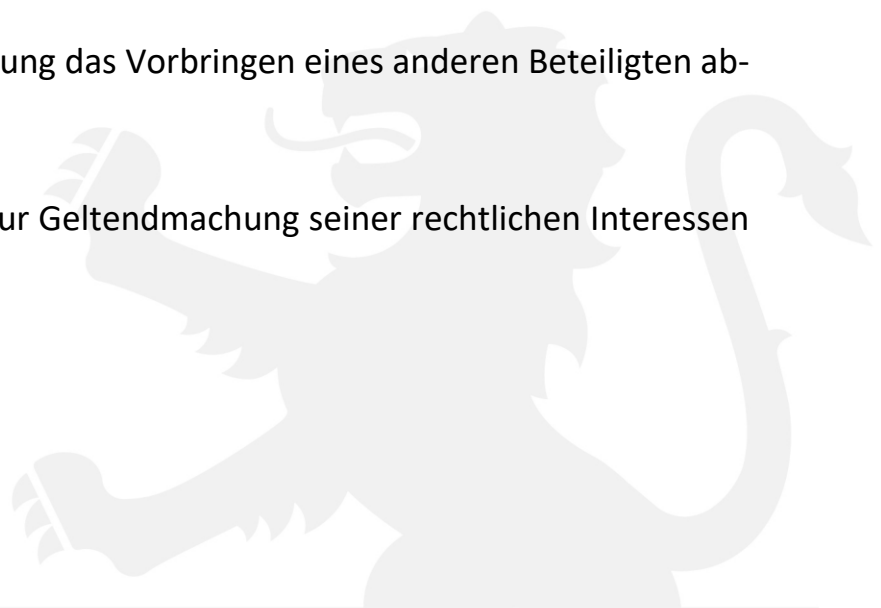 ung das Vorbringen eines anderen Beteiligten ab-
ur Geltendmachung seiner rechtlichen Interessen